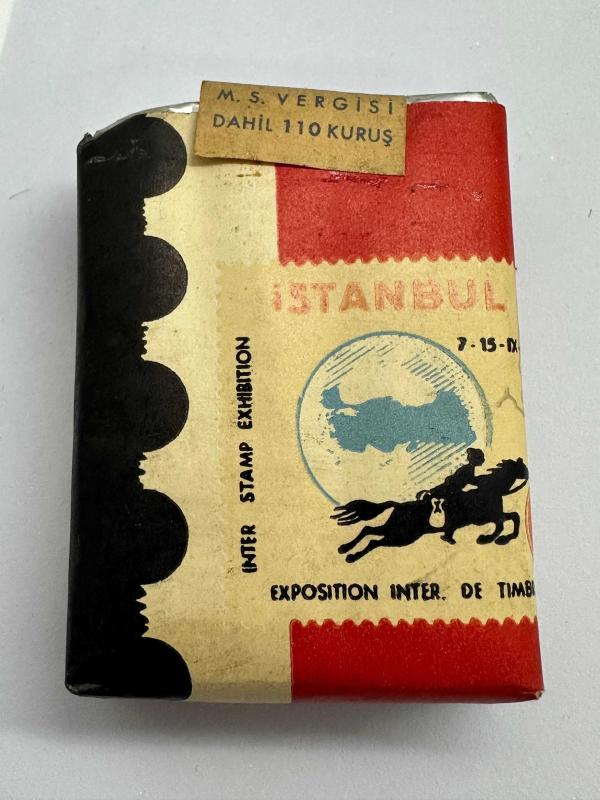 M. S. VERGİSİ
DAHİL 110 KURUŞ
İSTANBUL
7-15-IX-
INTER STAMP EXHIBITION
EXPOSITION INTER. DE TIMB